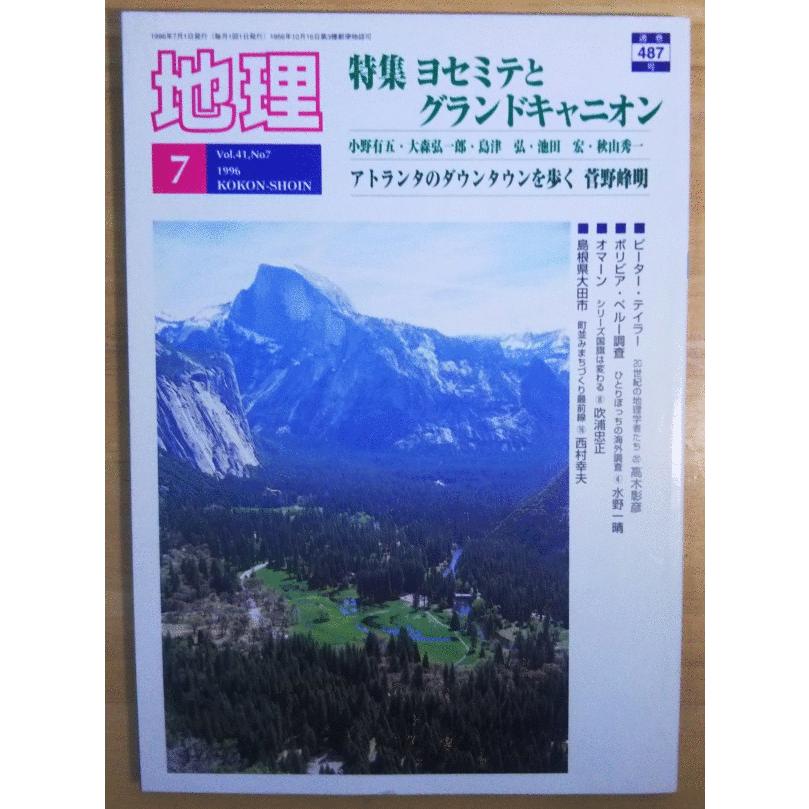 1996年7月1日発行（毎月1回1日発行）1956年10月16日第3種郵便物認可
通巻
487
号
地理
7
Vol.41,No7
1996
KOKON-SHOIN
特集 ヨセミテと
グランドキャニオン
小野有五・大森弘一郎・島津 弘・池田 宏・秋山秀一
アトランタのダウンタウンを歩く 菅野峰明
■ピーター・テイラー 20世紀の地理学者たち 高木彰彦
■ボリビア・ペルー調査 ひとりぼっちの海外調査④ 水野一晴
■オマーン シリーズ国旗は変わる⑧ 吹浦忠正
■島根県大田市 町並みまちづくり最前線⑯ 西村幸夫